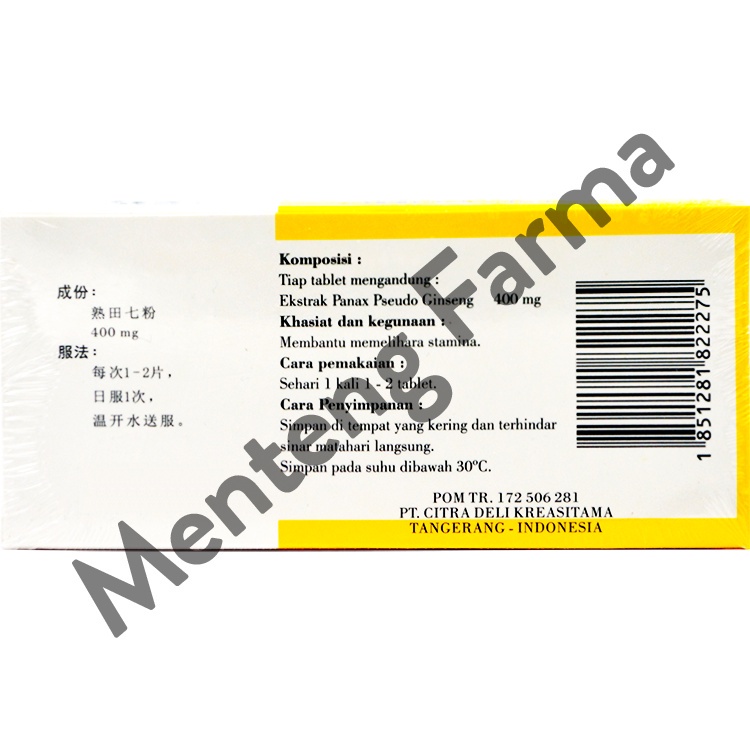 成份：
熟田七粉
400 mg
服法：
每次1-2片，
日服1次，
温开水送服。
Komposisi :
Tiap tablet mengandung :
Ekstrak Panax Pseudo Ginseng 400 mg
Khasiat dan kegunaan :
Membantu memelihara stamina.
Cara pemakaian :
Sehari 1 kali 1 - 2 tablet.
Cara Penyimpanan :
Simpan di tempat yang kering dan terhindar
sinar matahari langsung.
Simpan pada suhu dibawah 30ºC.
POM TR. 172 506 281
PT. CITRA DELI KREASITAMA
TANGERANG - INDONESIA
1 851281 822275
Menteng Farma